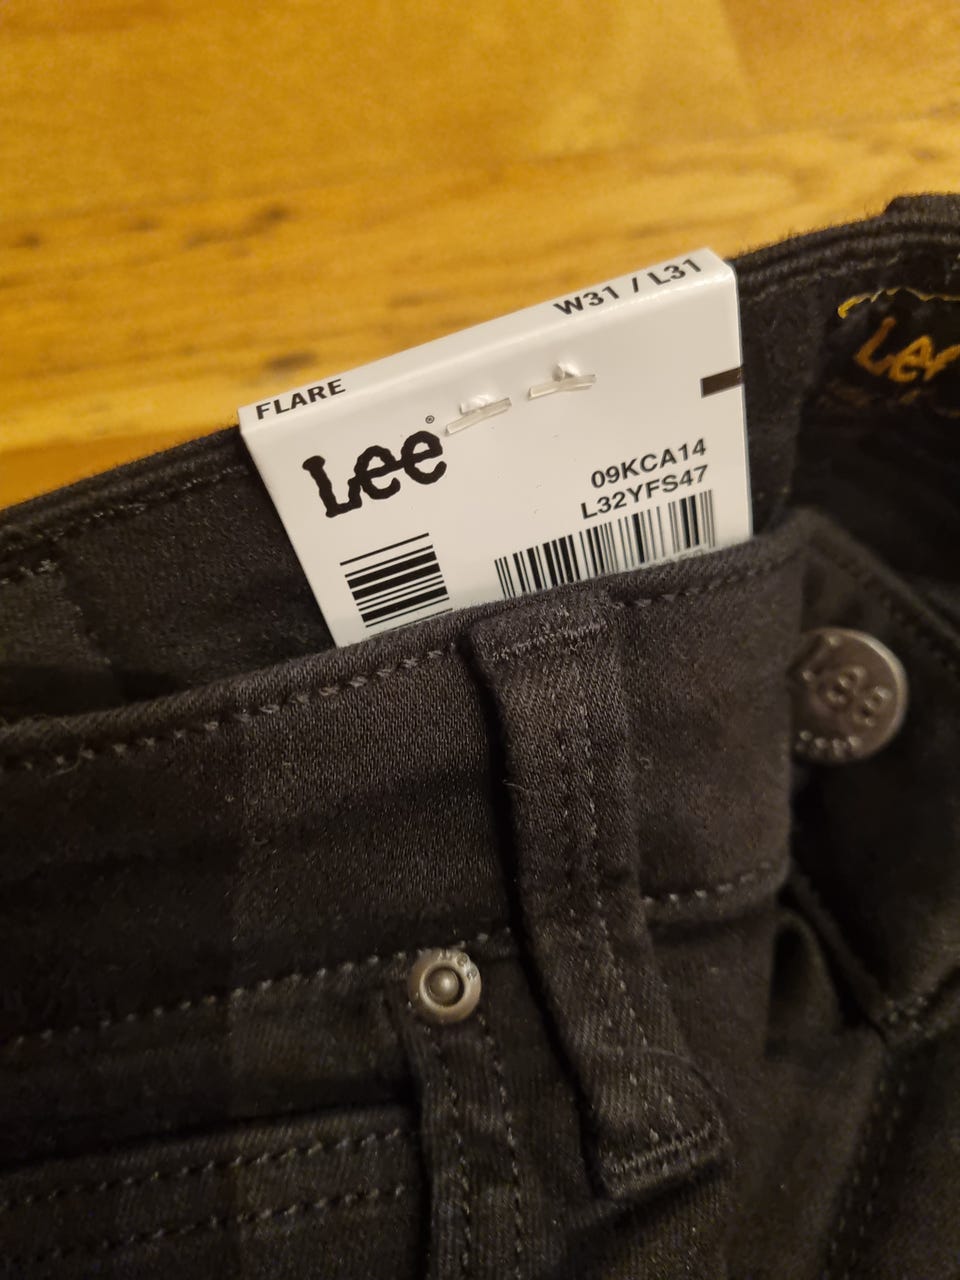 W31 / L31
FLARE
Lee®
09KCA14
L32YFS47
Lee
Lee